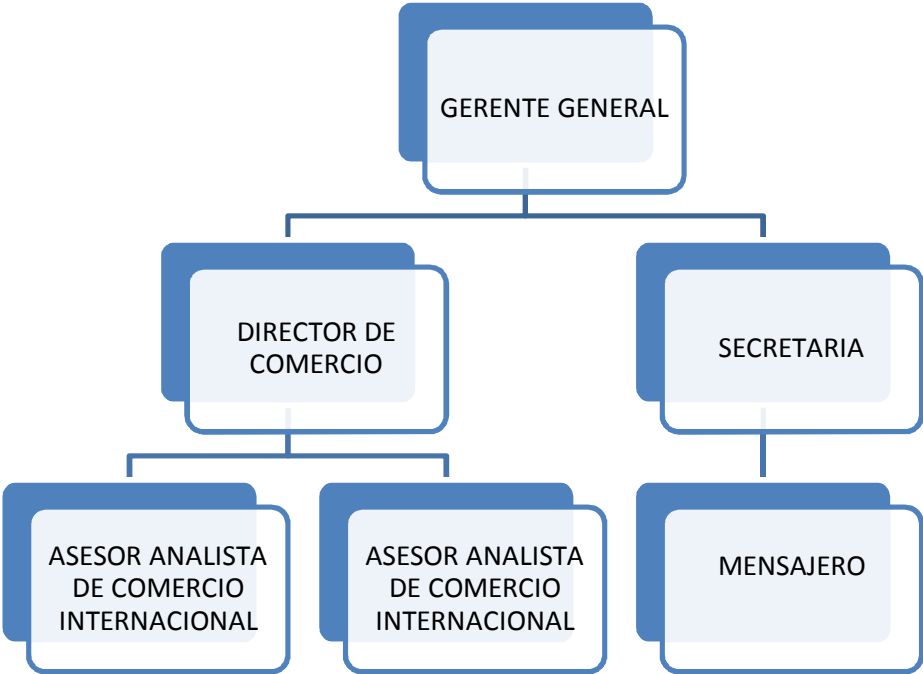 GERENTE GENERAL
DIRECTOR DE
COMERCIO
SECRETARIA
ASESOR ANALISTA
DE COMERCIO
INTERNACIONAL
ASESOR ANALISTA
DE COMERCIO
INTERNACIONAL
MENSAJERO